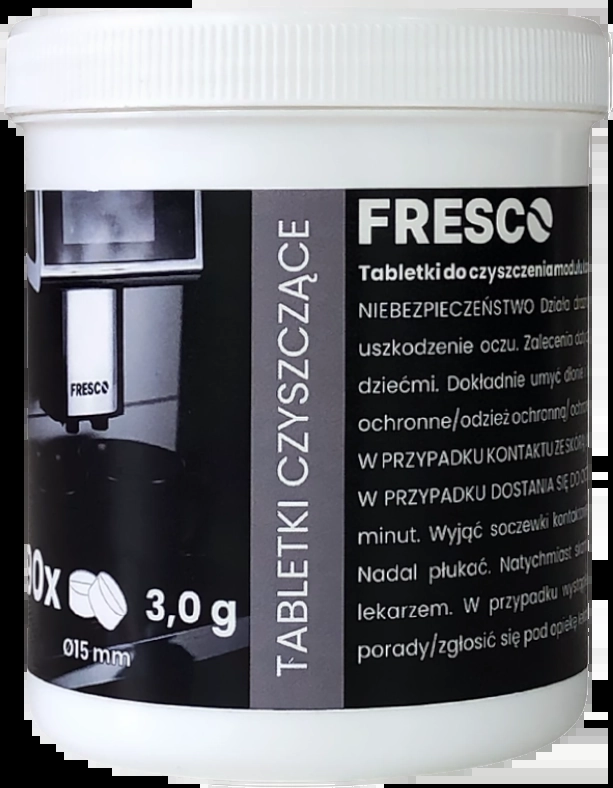 FRESCO
Tabletki do czyszczenia modułu
NIEBEZPIECZEŃSTWO Działa
uszkodzenie oczu. Zalecenia
dziećmi. Dokładnie umyć dłonie
ochronne/odzież ochronną/
W PRZYPADKU KONTAKTU ZE SKÓRĄ
W PRZYPADKU DOSTANIA SIĘ DO
minut. Wyjąć soczewki
Nadal płukać. Natychmiast
lekarzem. W przypadku
porady/zgłosić się pod opiekę
TABLETKI CZYSZCZĄCE
FRESCO
0x 3,0 g
Ø15 mm